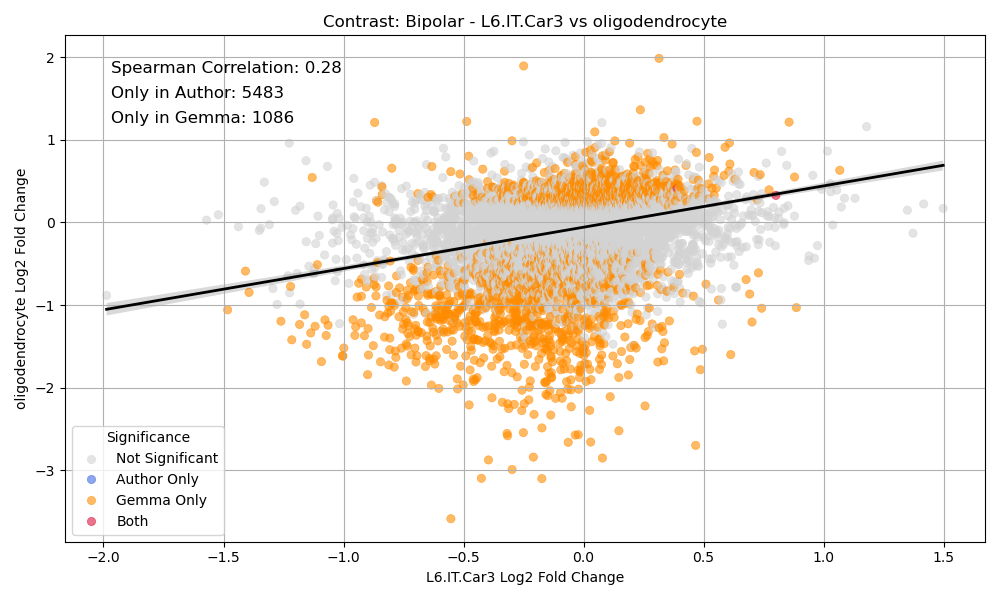 Contrast: Bipolar - L6.IT.Car3 vs oligodendrocyte
Spearman Correlation: 0.28
Only in Author: 5483
Only in Gemma: 1086
oligodendrocyte Log2 Fold Change
2
1
0
−1
−2
−3
Significance
Not Significant
Author Only
Gemma Only
Both
−2.0 −1.5 −1.0 −0.5 0.0 0.5 1.0 1.5
L6.IT.Car3 Log2 Fold Change